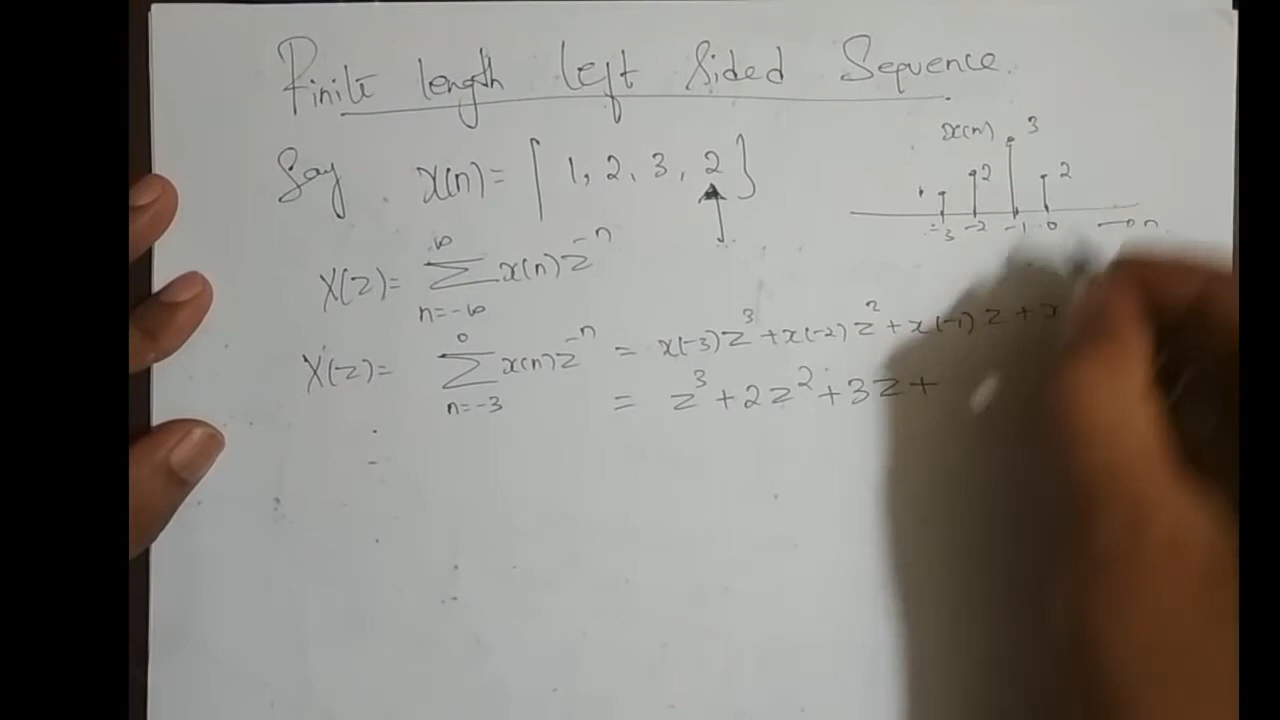 Finite length left Sided Sequence.
Say x(n) = { 1, 2, 3, 2 }
x(n) 3
2 2
-3 -2 -1 0 → n
X(z) = ∑ x(n) z^-n
∞
n = -∞
X(z) = ∑ x(n) z^-n = x(-3) z^3 + x(-2) z^2 + x(-1) z + x
0
n = -3
= z^3 + 2z^2 + 3z +